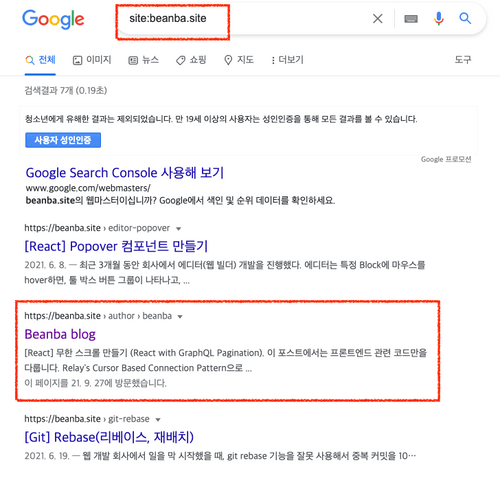 Google
site:beanba.site
전체
이미지
뉴스
쇼핑
지도
더보기
도구
검색결과 7개 (0.19초)
청소년에게 유해한 결과는 제외되었습니다. 만 19세 이상의 사용자는 성인인증을 통해 모든 결과를 볼 수 있습니다.
사용자 성인인증
Google 프로모션
Google Search Console 사용해 보기
www.google.com/webmasters/
beanba.site의 웹마스터이십니까? Google에서 색인 및 순위 데이터를 확인하세요.
https://beanba.site › editor-popover
[React] Popover 컴포넌트 만들기
2021. 6. 8. — 최근 3개월 동안 회사에서 에디터(웹 빌더) 개발을 진행했다. 에디터는 특정 Block에 마우스를
hover하면, 툴 박스 버튼 그룹이 나타나고, ...
https://beanba.site › author › beanba
Beanba blog
[React] 무한 스크롤 만들기 (React with GraphQL Pagination). 이 포스트에서는 프론트엔드 관련 코드만을
다룹니다. Relay's Cursor Based Connection Pattern으로 ...
이 페이지를 21. 9. 27에 방문했습니다.
https://beanba.site › git-rebase
[Git] Rebase(리베이스, 재배치)
2021. 6. 19. — 웹 개발 회사에서 일을 막 시작했을 때, git rebase 기능을 잘못 사용해서 중복 커밋을 10…